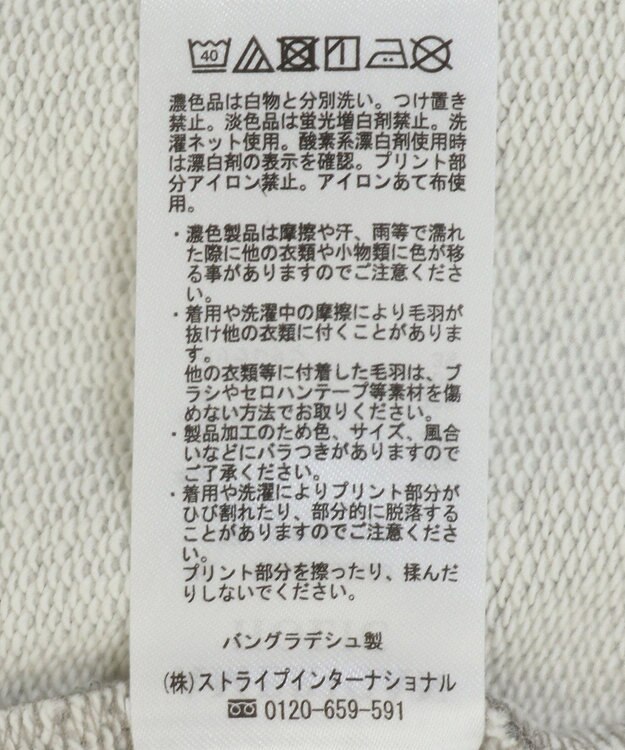 40
濃色品は白物と分別洗い。つけ置き
禁止。淡色品は蛍光増白剤禁止。洗
濯ネット使用。酸素系漂白剤使用時
は漂白剤の表示を確認。プリント部
分アイロン禁止。アイロンあて布使
用。
・濃色製品は摩擦や汗、雨等で濡れ
た際に他の衣類や小物類に色が移
る事がありますのでご注意くださ
い。
・着用や洗濯中の摩擦により毛羽が
抜け他の衣類に付くことがありま
す。
他の衣類等に付着した毛羽は、ブ
ラシやセロハンテープ等素材を傷
めない方法でお取りください。
・製品加工のため色、サイズ、風合
いなどにバラつきがありますので
ご了承ください。
・着用や洗濯によりプリント部分が
ひび割れたり、部分的に脱落する
ことがありますのでご注意くださ
い。
プリント部分を擦ったり、揉んだ
りしないでください。
バングラデシュ製
(株)ストライプインターナショナル
0120-659-591